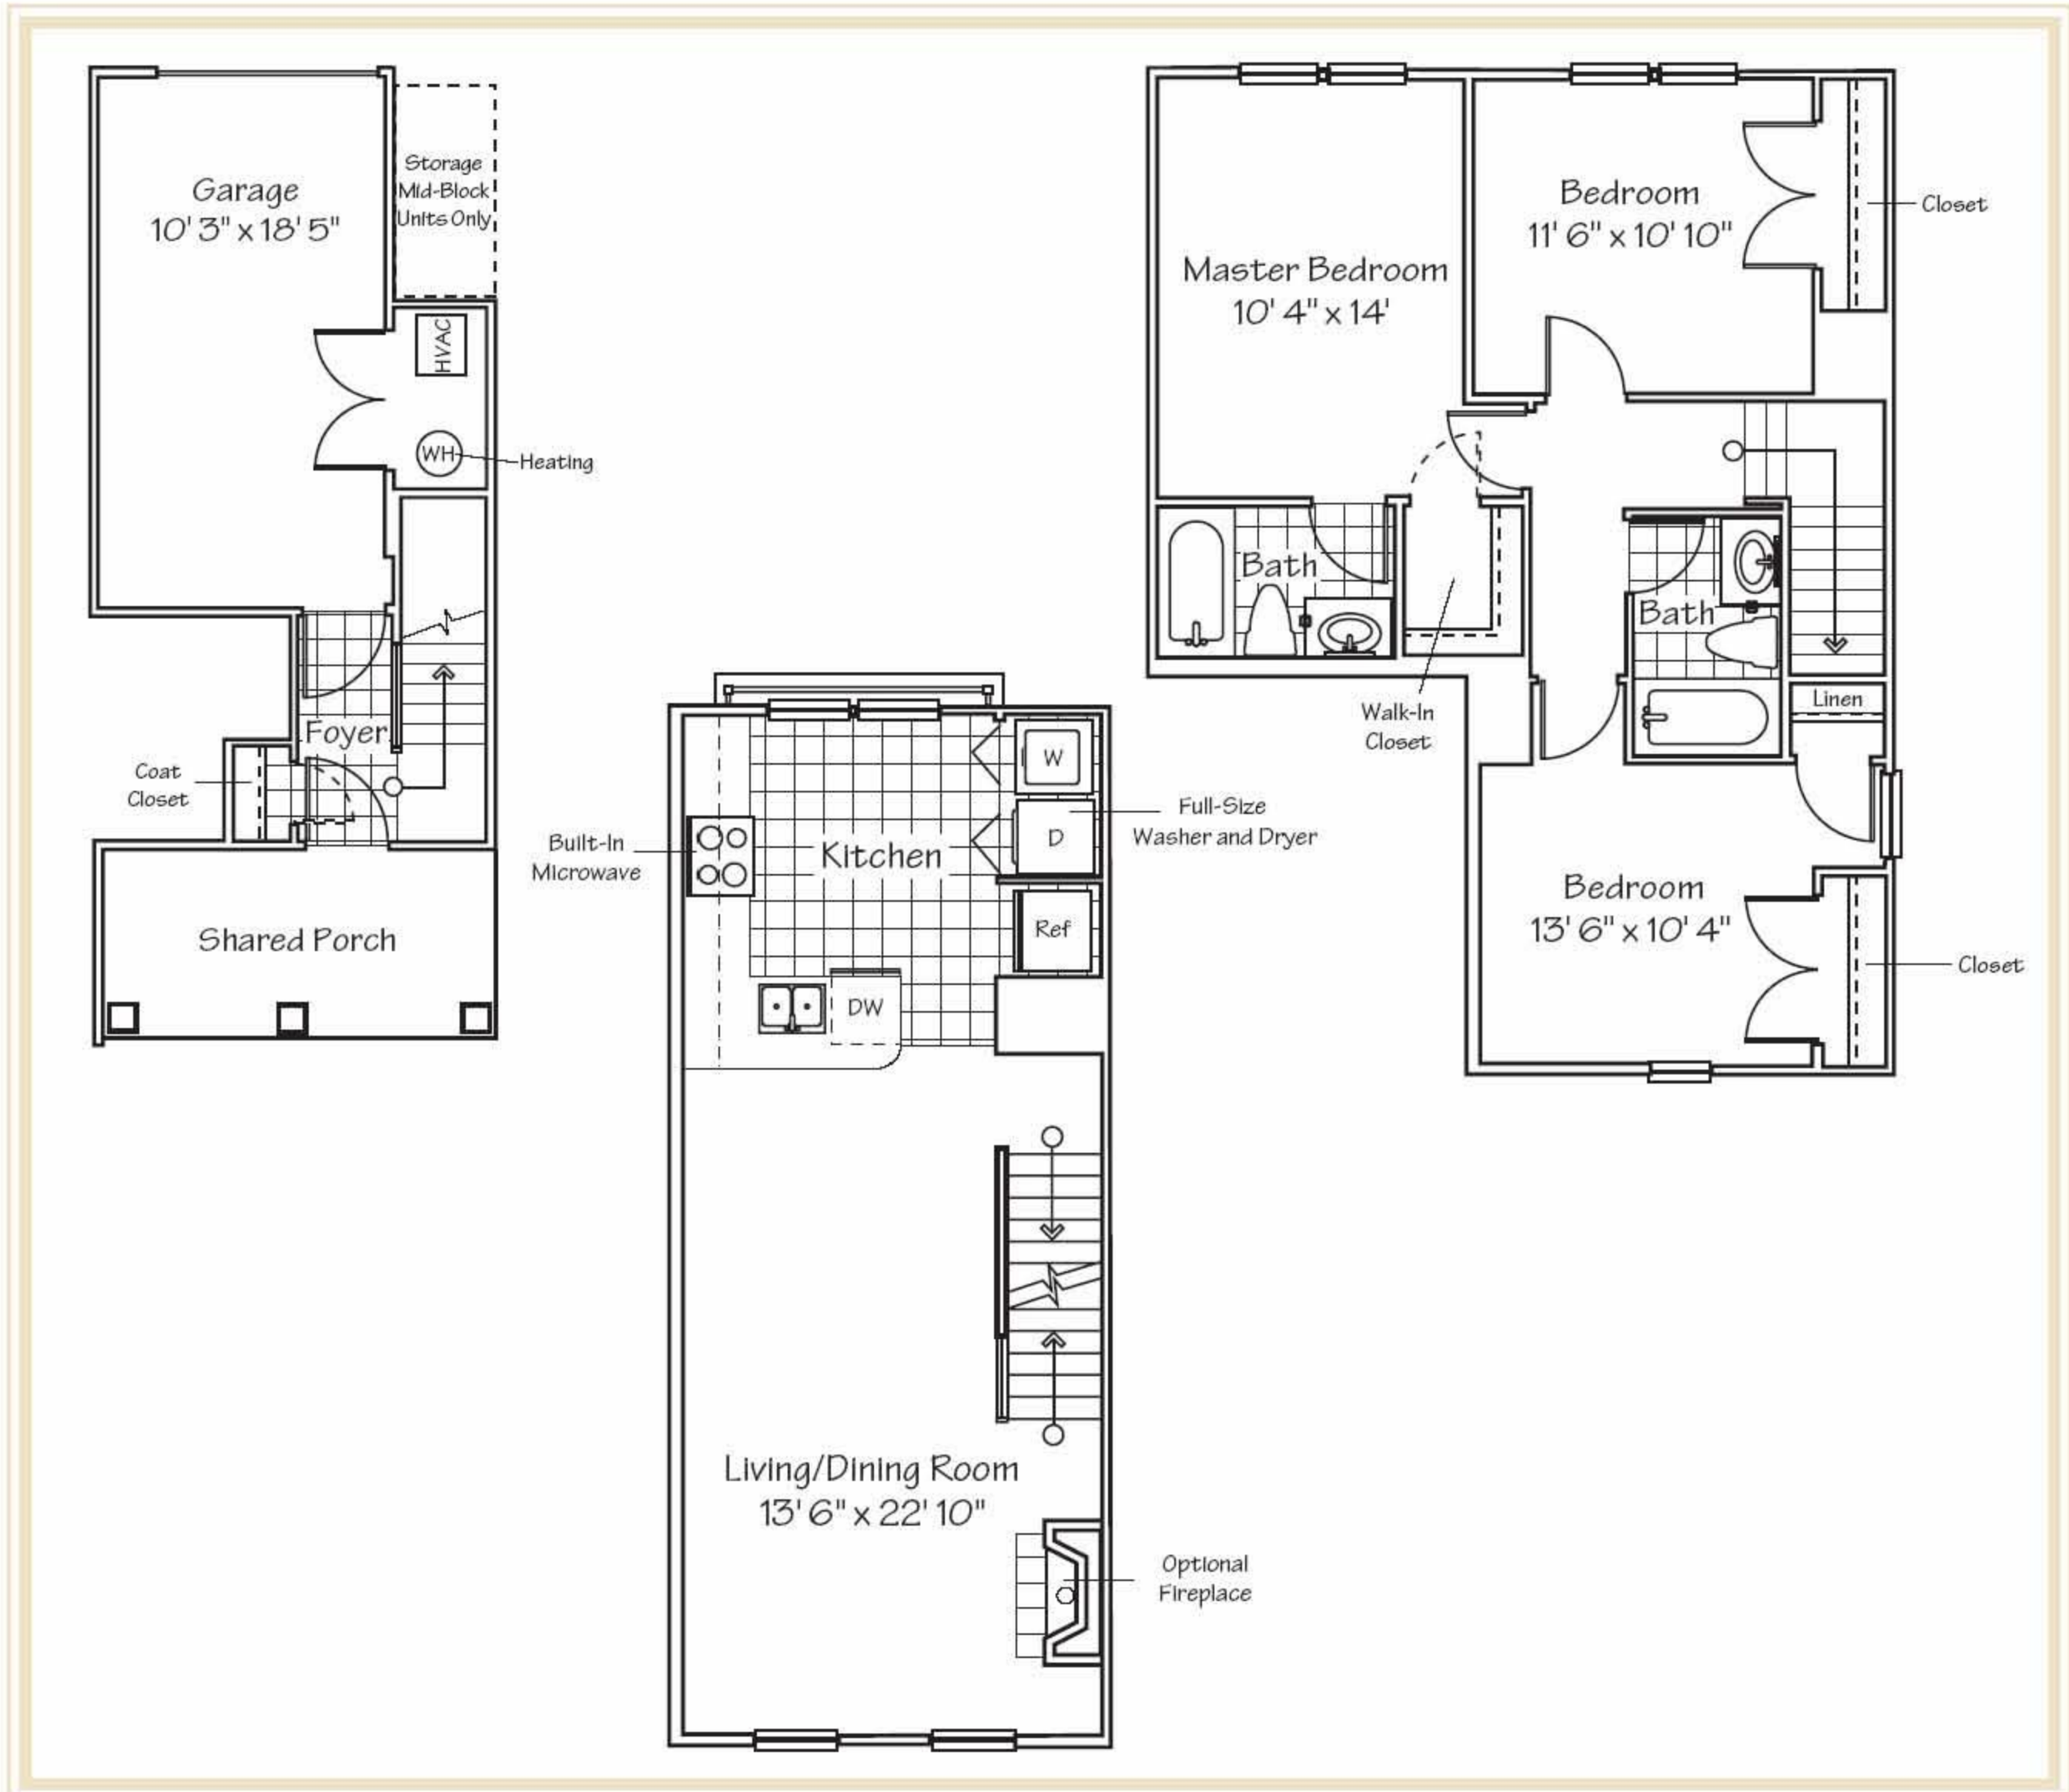 Garage
10' 3" x 18' 5"
Storage
Mid-Block
Units Only
HVAC
WH
Heating
Foyer
Coat
Closet
Shared Porch
W
D
Full-Size
Washer and Dryer
Built-In
Microwave
Kitchen
Ref
DW
Living/Dining Room
13' 6" x 22' 10"
Optional
Fireplace
Master Bedroom
10' 4" x 14'
Bedroom
11' 6" x 10' 10"
Closet
Bath
Bath
Walk-In
Closet
Linen
Bedroom
13' 6" x 10' 4"
Closet